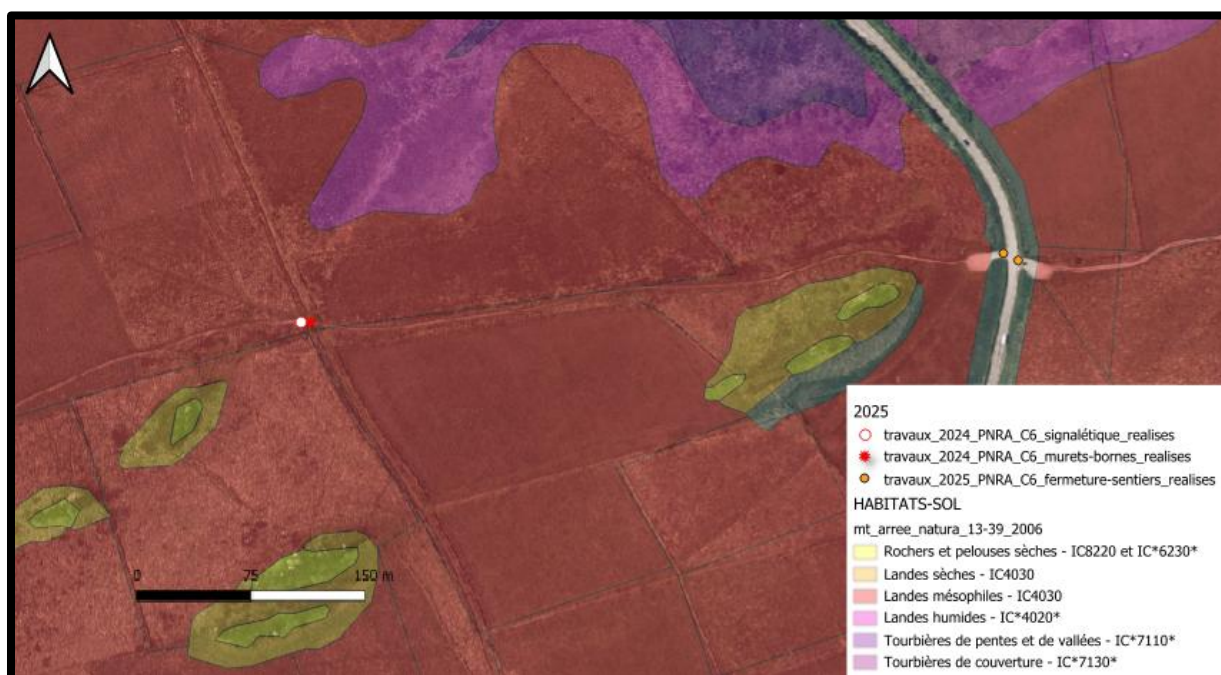 2025
travaux_2024_PNRA_C6_signalétique_realises
travaux_2024_PNRA_C6_murets-bornes_realises
travaux_2025_PNRA_C6_fermeture-sentiers_realises
HABITATS-SOL
mt_arree_natura_13-39_2006
Rochers et pelouses sèches - IC8220 et IC*6230*
Landes sèches - IC4030
Landes mésophiles - IC4030
Landes humides - IC*4020*
Tourbières de pentes et de vallées - IC*7110*
Tourbières de couverture - IC*7130*
0 75 150 m